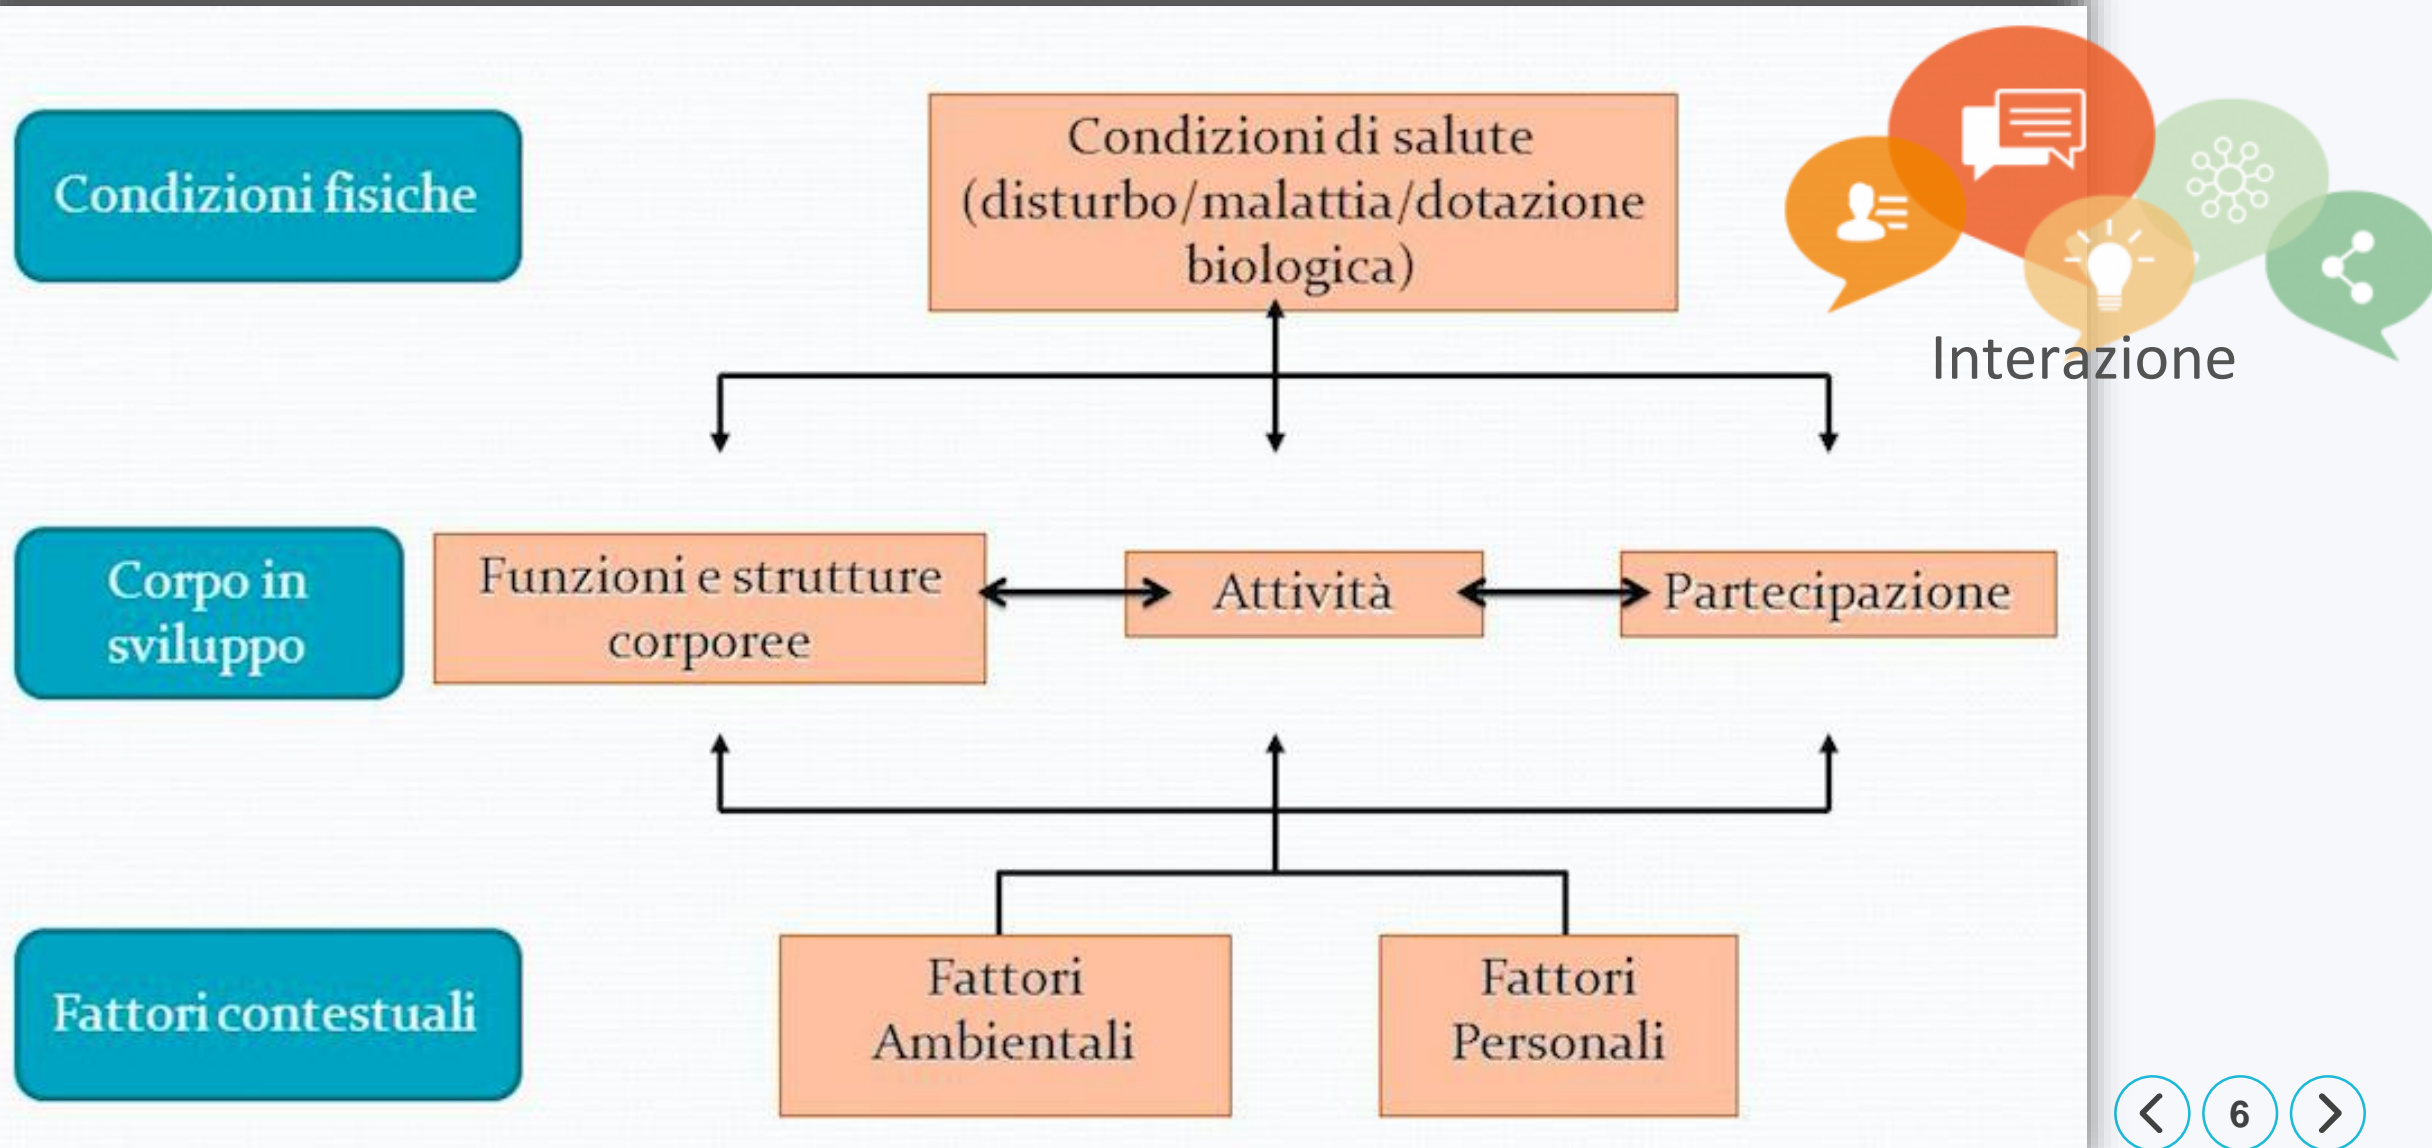 Condizioni fisiche
Condizioni di salute
(disturbo/malattia/dotazione
biologica)
Interazione
Corpo in
sviluppo
Funzioni e strutture
corporee
Attività
Partecipazione
Fattori contestuali
Fattori
Ambientali
Fattori
Personali
6